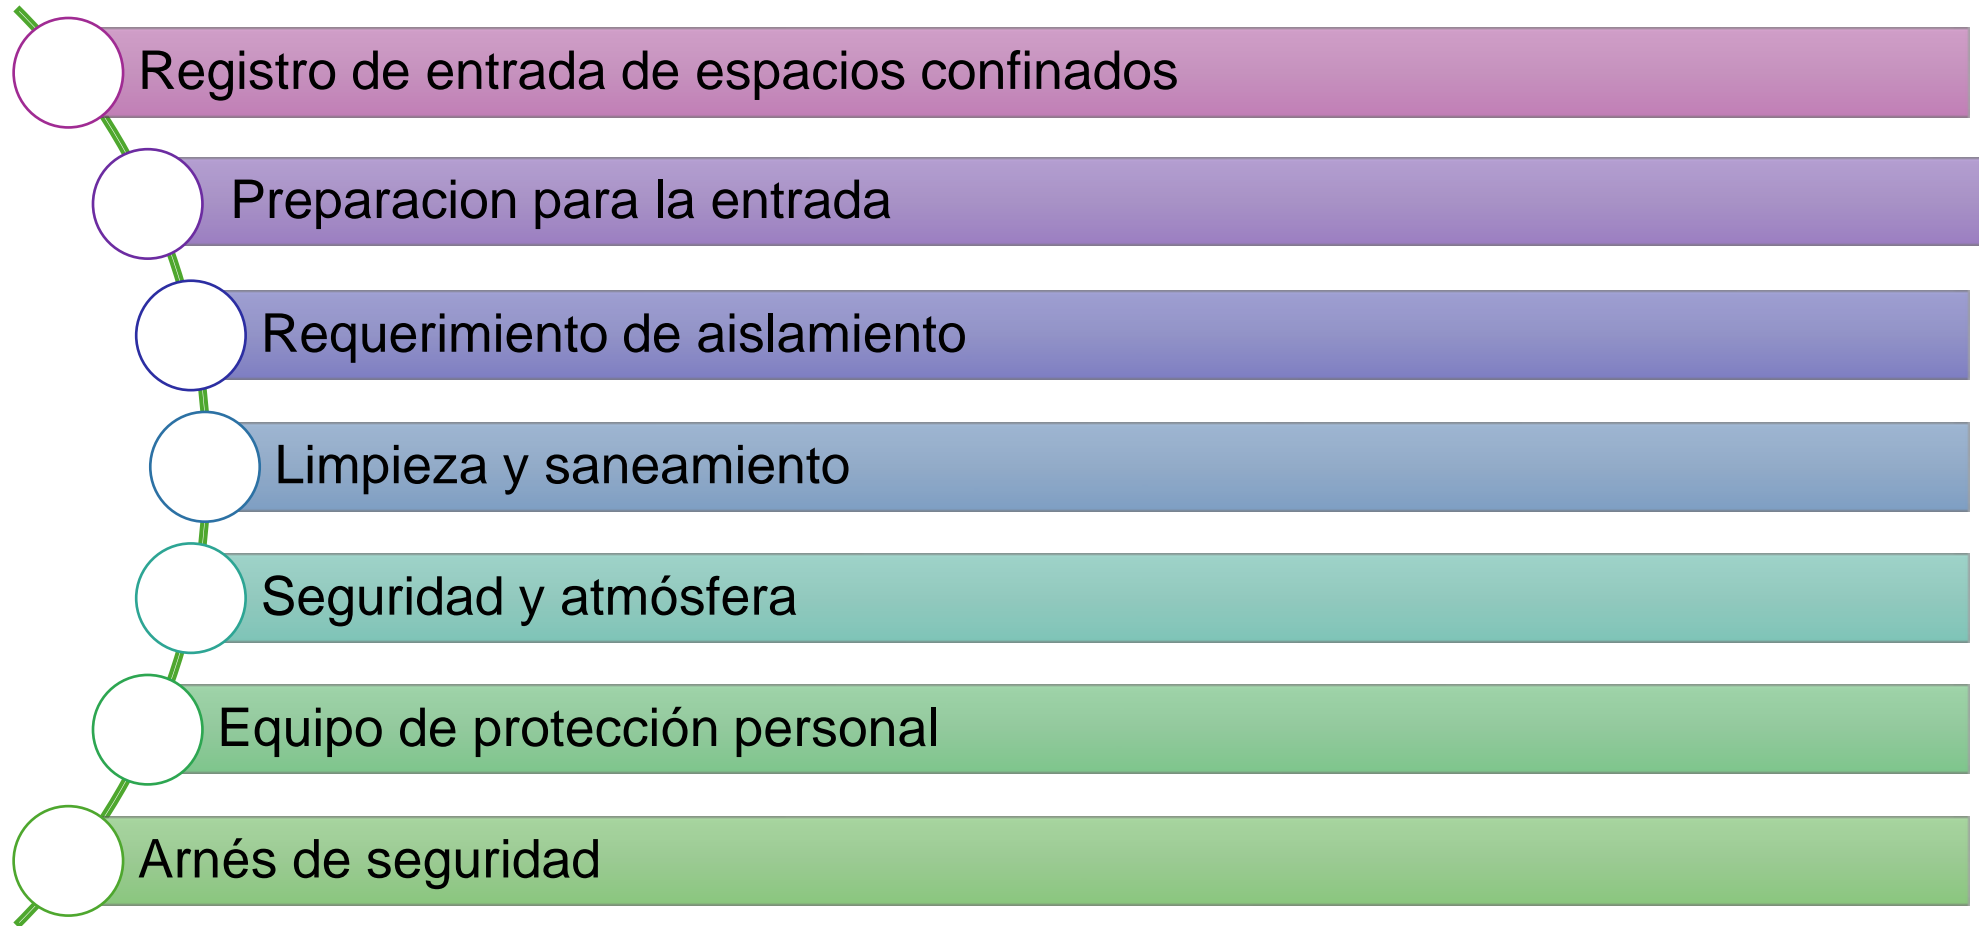 Registro de entrada de espacios confinados
Preparacion para la entrada
Requerimiento de aislamiento
Limpieza y saneamiento
Seguridad y atmósfera
Equipo de protección personal
Arnés de seguridad